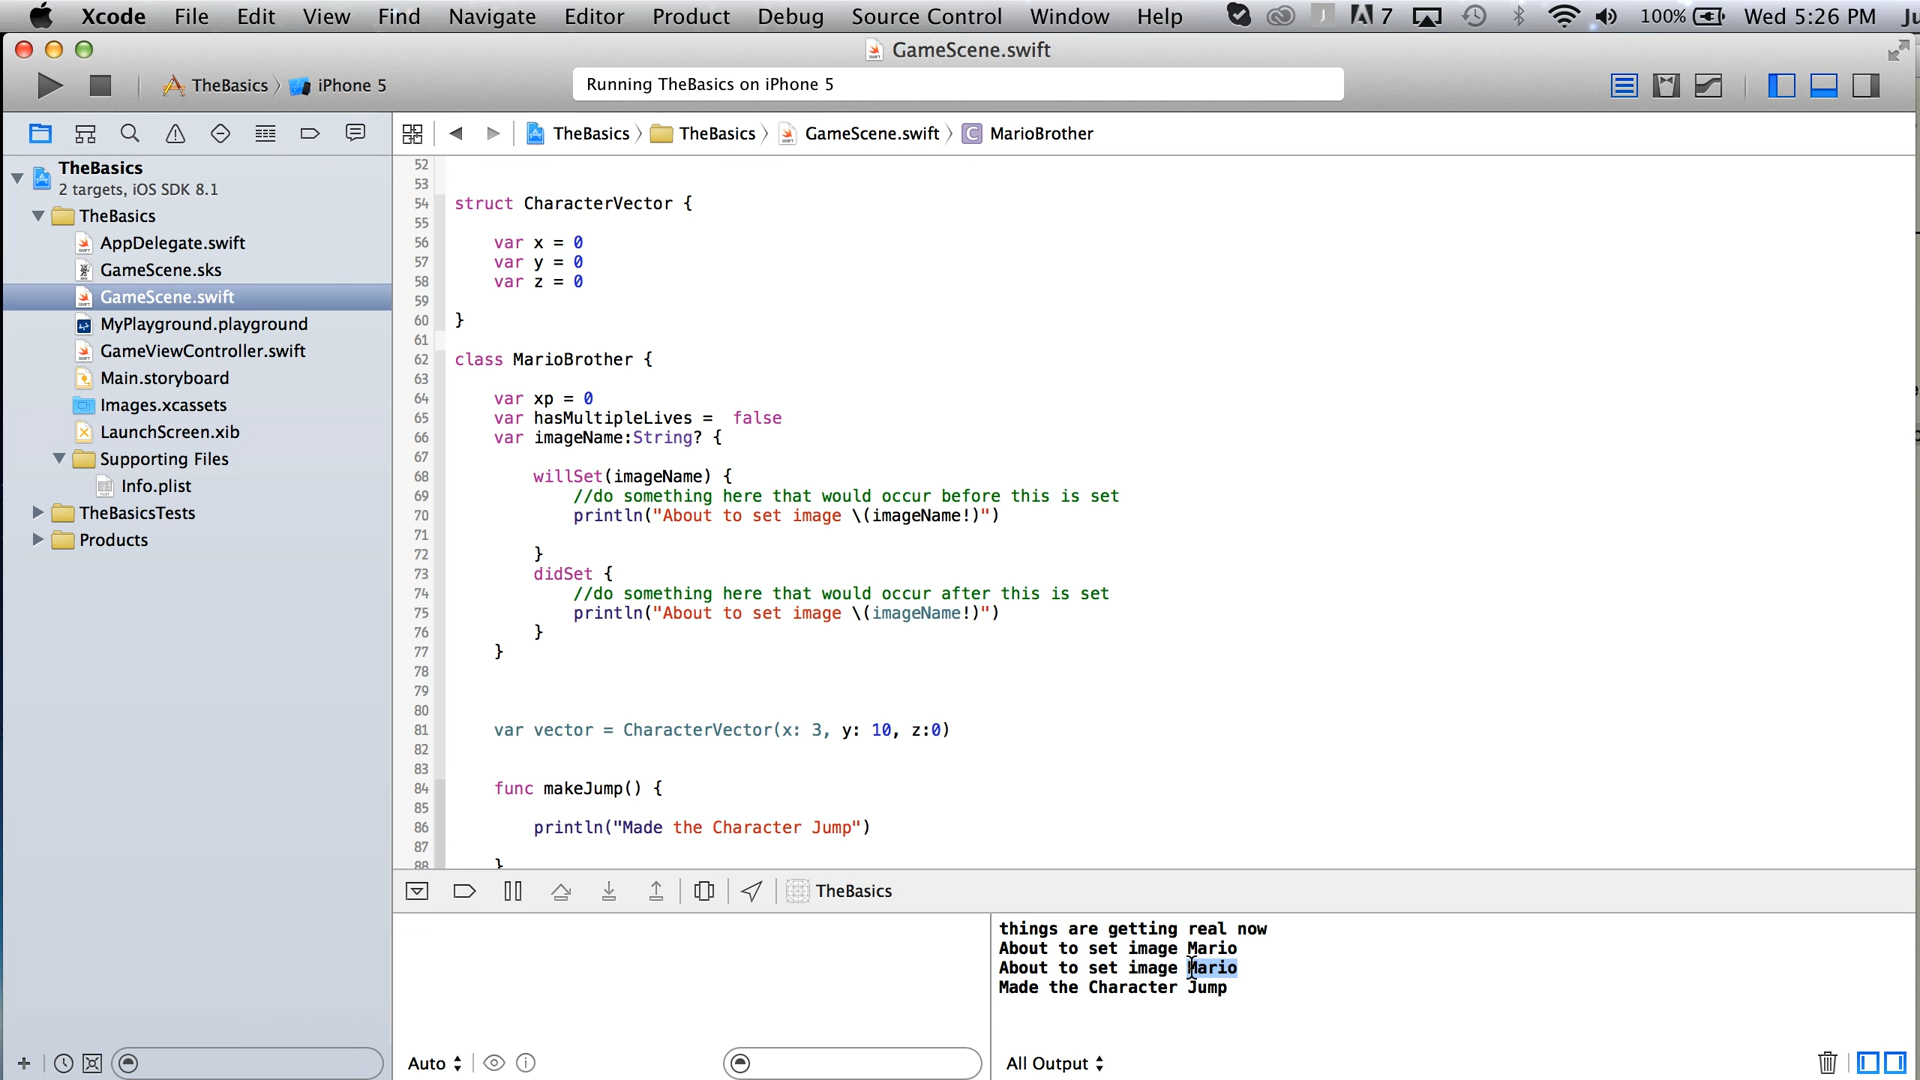 Xcode File Edit View Find Navigate Editor Product Debug Source Control Window Help 7 100% Wed 5:26 PM Ju
GameScene.swift
TheBasics iPhone 5 Running TheBasics on iPhone 5
TheBasics TheBasics GameScene.swift C MarioBrother
TheBasics
2 targets, iOS SDK 8.1
TheBasics
AppDelegate.swift
GameScene.sks
GameScene.swift
MyPlayground.playground
GameViewController.swift
Main.storyboard
Images.xcassets
LaunchScreen.xib
Supporting Files
Info.plist
TheBasicsTests
Products
52
53
54 struct CharacterVector {
55
56 var x = 0
57 var y = 0
58 var z = 0
59
60 }
61
62 class MarioBrother {
63
64 var xp = 0
65 var hasMultipleLives =  false
66 var imageName:String? {
67
68 willSet(imageName) {
69 //do something here that would occur before this is set
70 println("About to set image \(imageName!)")
71
72 }
73 didSet {
74 //do something here that would occur after this is set
75 println("About to set image \(imageName!)")
76 }
77 }
78
79
80
81 var vector = CharacterVector(x: 3, y: 10, z:0)
82
83
84 func makeJump() {
85
86 println("Made the Character Jump")
87
88 }
TheBasics
things are getting real now
About to set image Mario
About to set image Mario
Made the Character Jump
Auto All Output